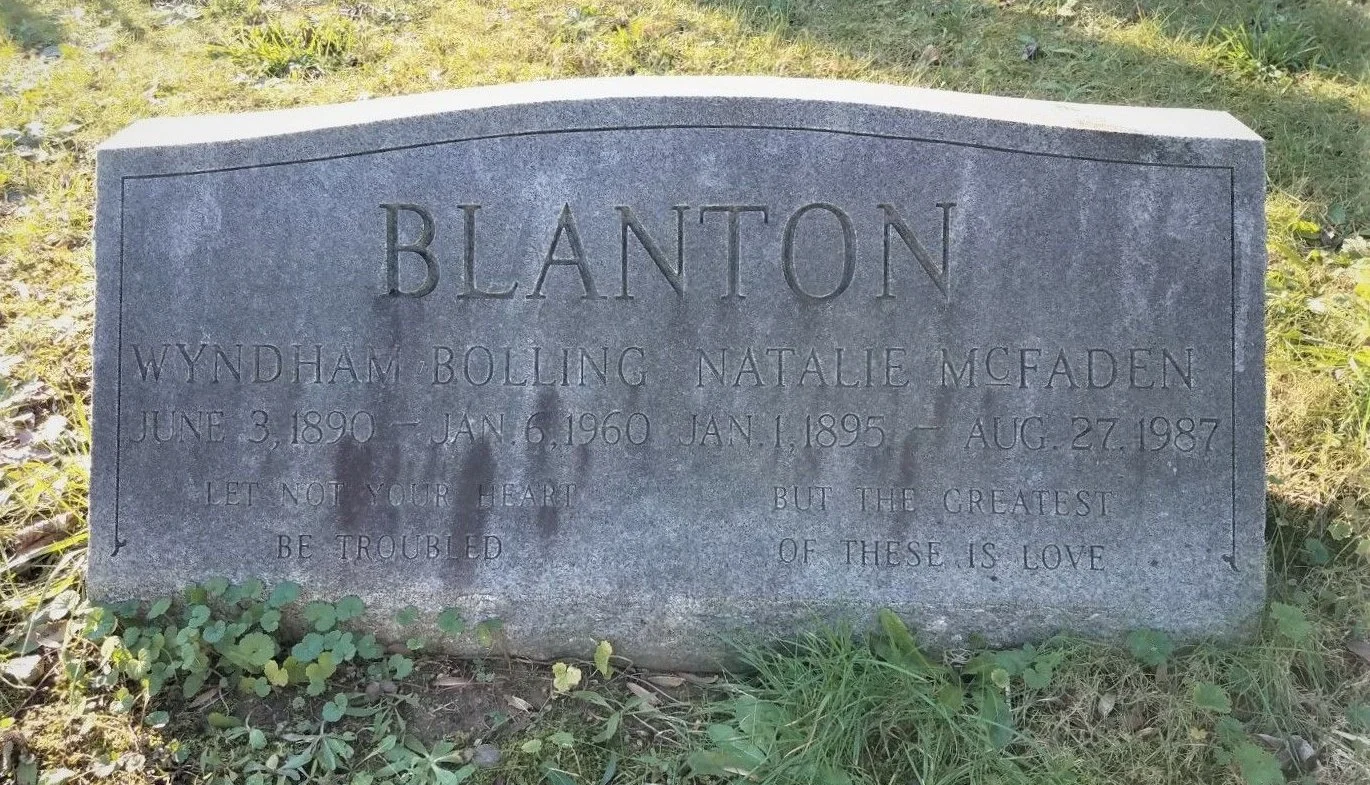 BLANTON
WYNDHAM BOLLING
JUNE 3, 1890 – JAN. 6, 1960
LET NOT YOUR HEART
BE TROUBLED
NATALIE McFADEN
JAN. 1, 1895 – AUG. 27, 1987
BUT THE GREATEST
OF THESE IS LOVE